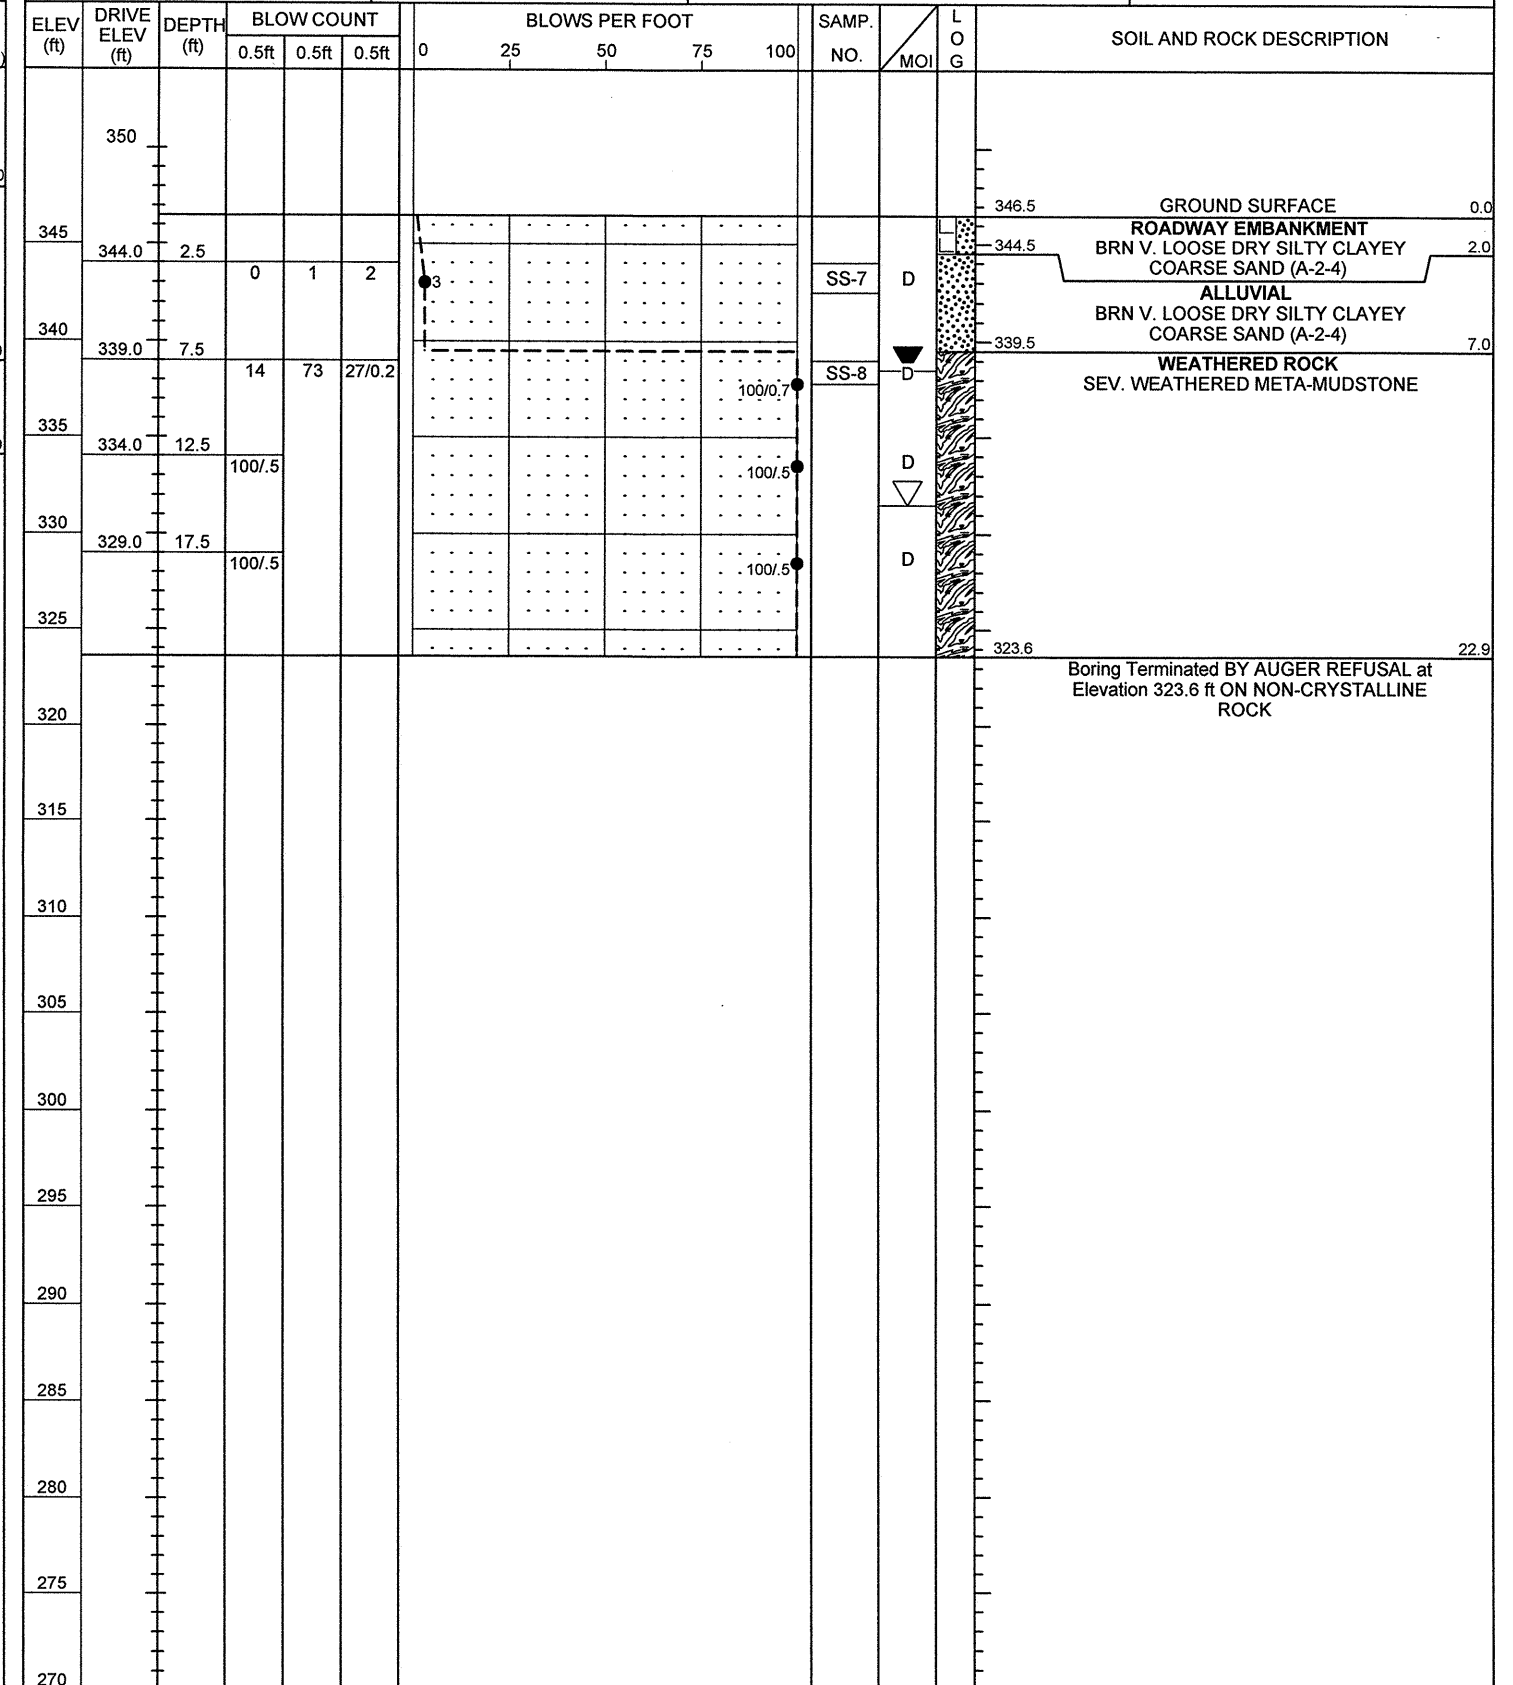 ELEV (ft) DRIVE ELEV (ft) DEPTH (ft) BLOW COUNT BLOWS PER FOOT SAMP. NO. MOI LOG SOIL AND ROCK DESCRIPTION
0.5ft 0.5ft 0.5ft 0 25 50 75 100
350
346.5 GROUND SURFACE 0.0
345
ROADWAY EMBANKMENT
344.0 2.5 344.5 BRN V. LOOSE DRY SILTY CLAYEY 2.0
COARSE SAND (A-2-4)
0 1 2 3 SS-7 D
ALLUVIAL
BRN V. LOOSE DRY SILTY CLAYEY
340 COARSE SAND (A-2-4)
339.0 7.5 339.5 7.0
WEATHERED ROCK
14 73 27/0.2 100/0.7 SS-8 D
SEV. WEATHERED META-MUDSTONE
335
334.0 12.5
100/.5 100/.5 D
330
329.0 17.5
100/.5 100/.5 D
325
323.6 22.9
Boring Terminated BY AUGER REFUSAL at
Elevation 323.6 ft ON NON-CRYSTALLINE
ROCK
320
315
310
305
300
295
290
285
280
275
270